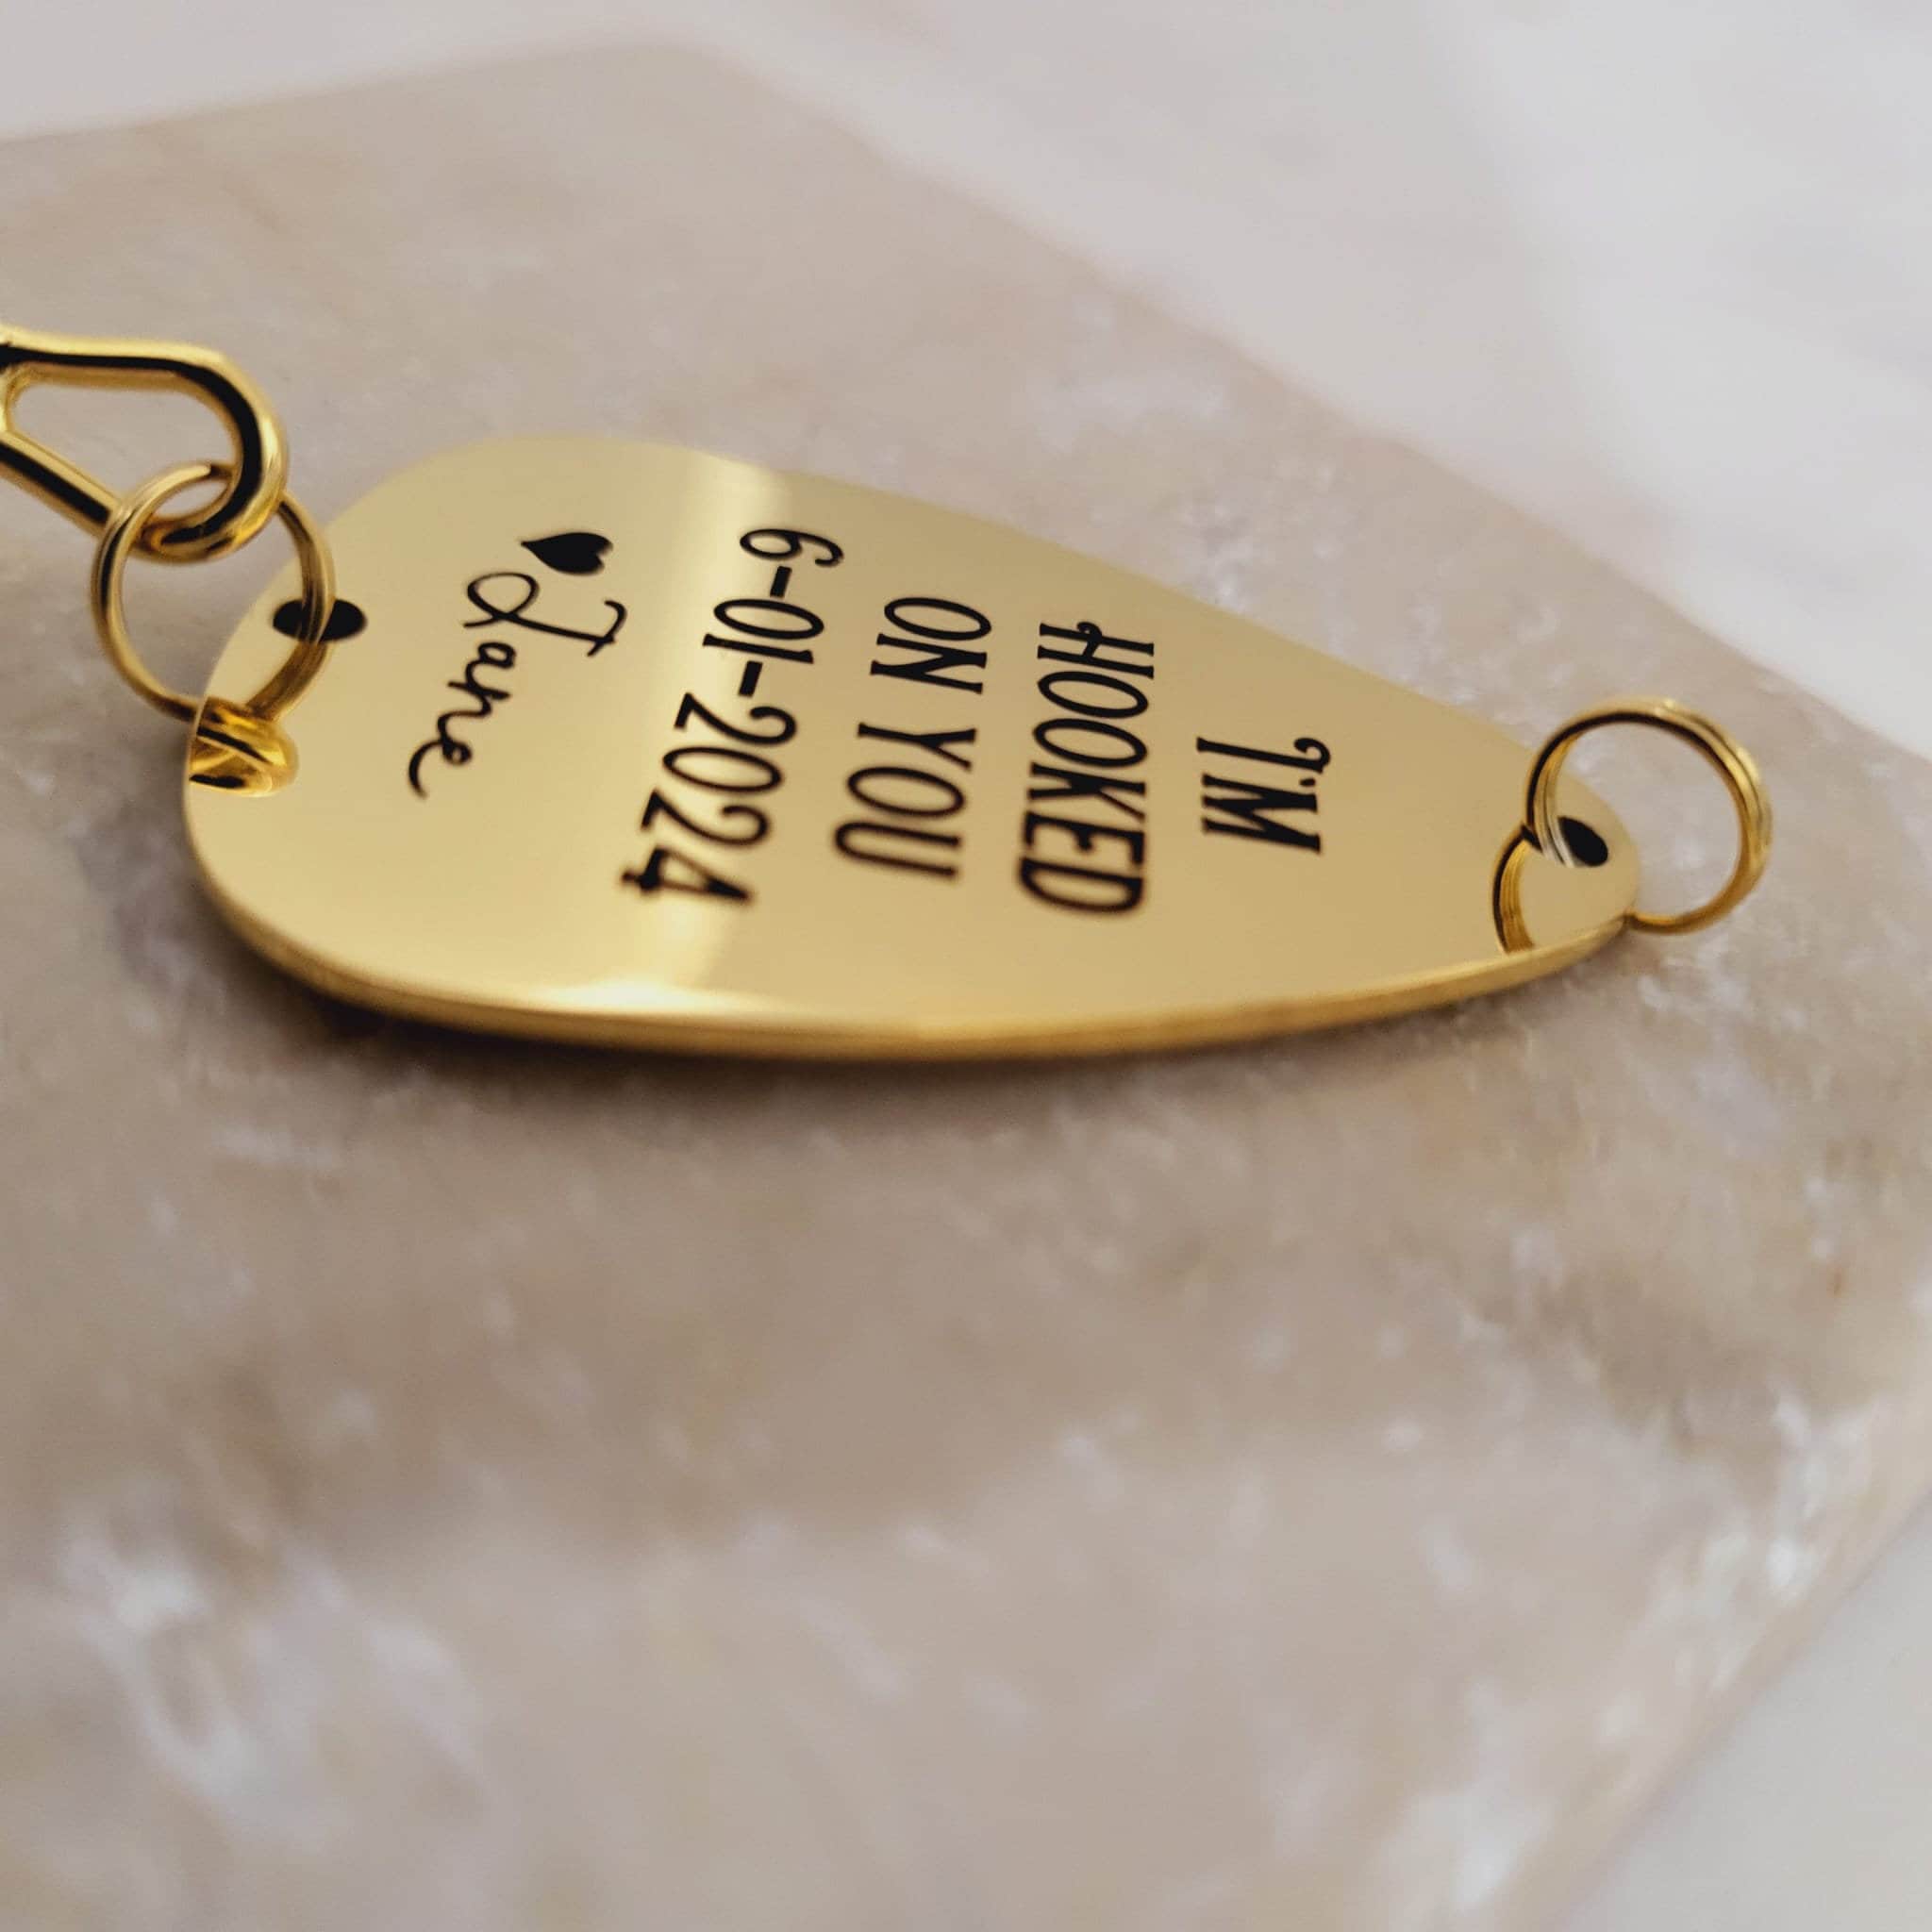 I'M
HOOKED
ON YOU
6-01-2024
♥Jane